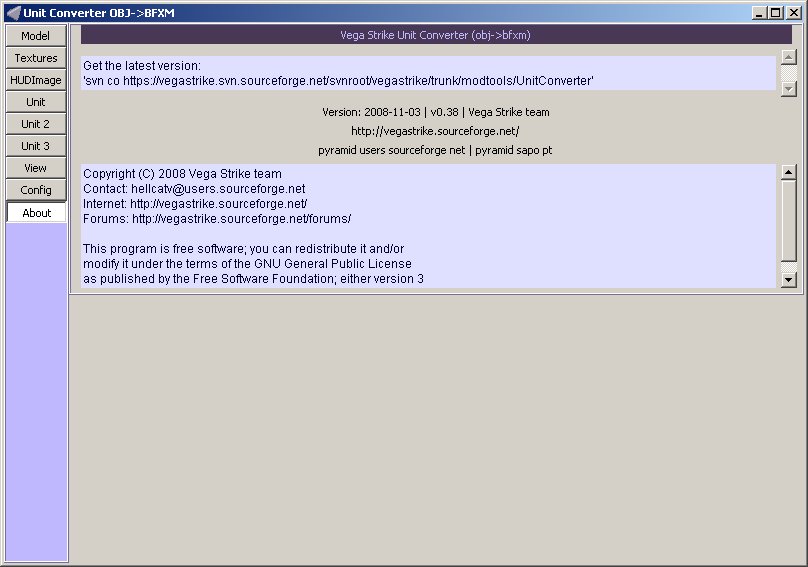 Unit Converter OBJ->BFXM
Model
Textures
HUDImage
Unit
Unit 2
Unit 3
View
Config
About
Vega Strike Unit Converter (obj->bfxm)
Get the latest version:
'svn co https://vegastrike.svn.sourceforge.net/svnroot/vegastrike/trunk/modtools/UnitConverter'
Version: 2008-11-03 | v0.38 | Vega Strike team
http://vegastrike.sourceforge.net/
pyramid users sourceforge net | pyramid sapo pt
Copyright (C) 2008 Vega Strike team
Contact: hellcatv@users.sourceforge.net
Internet: http://vegastrike.sourceforge.net/
Forums: http://vegastrike.sourceforge.net/forums/
This program is free software; you can redistribute it and/or
modify it under the terms of the GNU General Public License
as published by the Free Software Foundation; either version 3